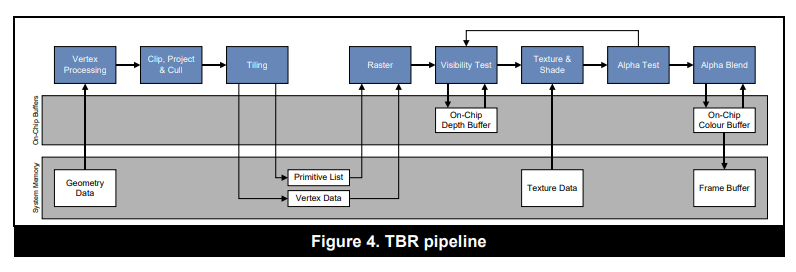 Vertex
Processing
Clip, Project
& Cull
Tiling
Raster
Visibility Test
Texture &
Shade
Alpha Test
Alpha Blend
On-Chip Buffers
On-Chip
Depth Buffer
On-Chip
Colour Buffer
System Memory
Geometry
Data
Primitive List
Vertex Data
Texture Data
Frame Buffer
Figure 4. TBR pipeline